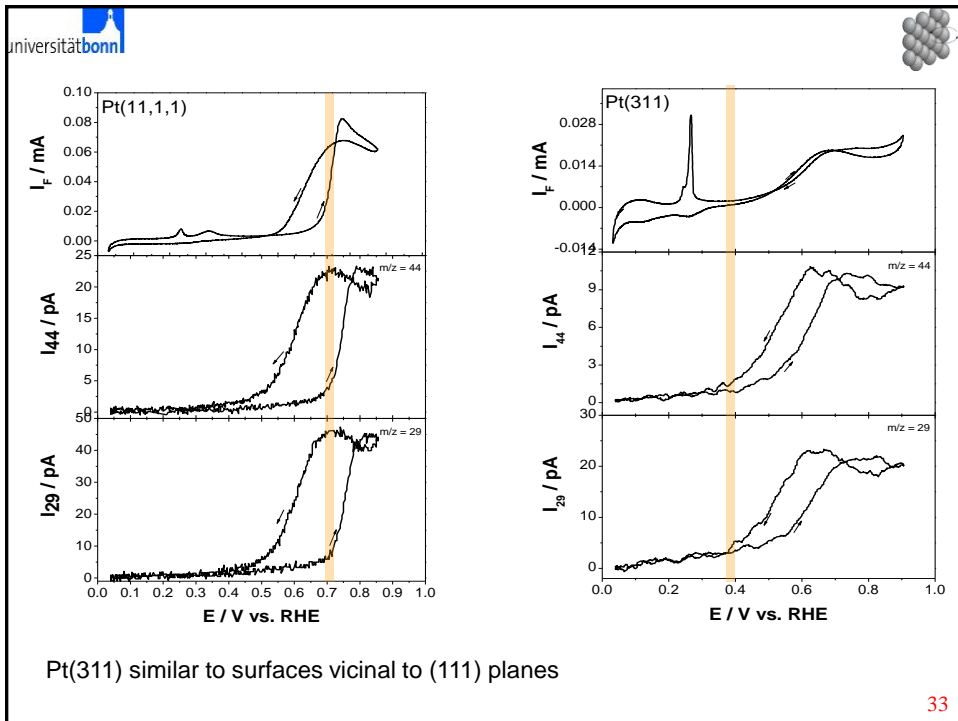 universitätbonn
Pt(11,1,1)
0.10
0.08
0.06
0.04
0.02
0.00
I_F / mA
m/z = 44
25
20
15
10
5
0
I44 / pA
m/z = 29
50
40
30
20
10
0
I29 / pA
0.0 0.1 0.2 0.3 0.4 0.5 0.6 0.7 0.8 0.9 1.0
E / V vs. RHE
Pt(311)
0.028
0.014
0.000
-0.014
I_F / mA
m/z = 44
12
9
6
3
0
I_44 / pA
m/z = 29
30
20
10
0
I_29 / pA
0.0 0.2 0.4 0.6 0.8 1.0
E / V vs. RHE
Pt(311) similar to surfaces vicinal to (111) planes
33